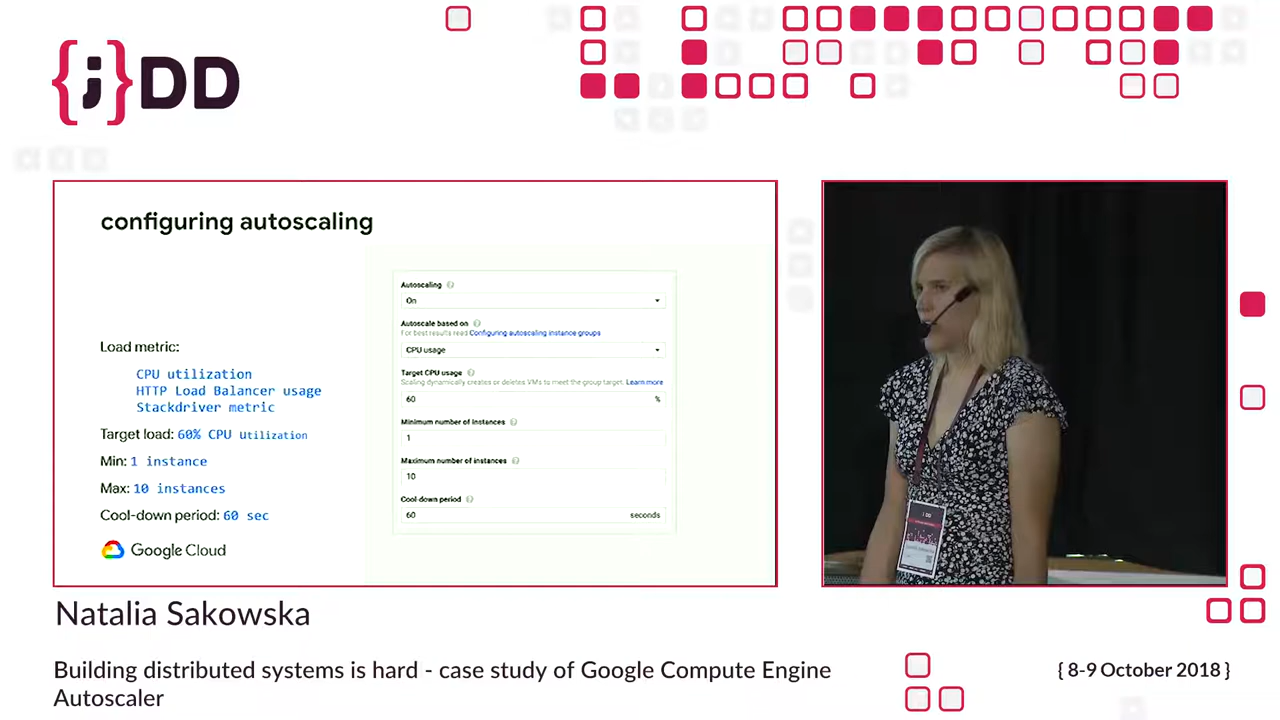 {j}DD
configuring autoscaling
Load metric:
CPU utilization
HTTP Load Balancer usage
Stackdriver metric
Target load: 60% CPU utilization
Min: 1 instance
Max: 10 instances
Cool-down period: 60 sec
Google Cloud
Autoscaling
On
Autoscale based on
For best results read Configuring autoscaling instance groups
CPU usage
Target CPU usage
Scaling dynamically creates or deletes VMs to meet the group target. Learn more
60 %
Minimum number of instances
1
Maximum number of instances
10
Cool-down period
60 seconds
Natalia Sakowska
Building distributed systems is hard - case study of Google Compute Engine
Autoscaler
{ 8-9 October 2018 }